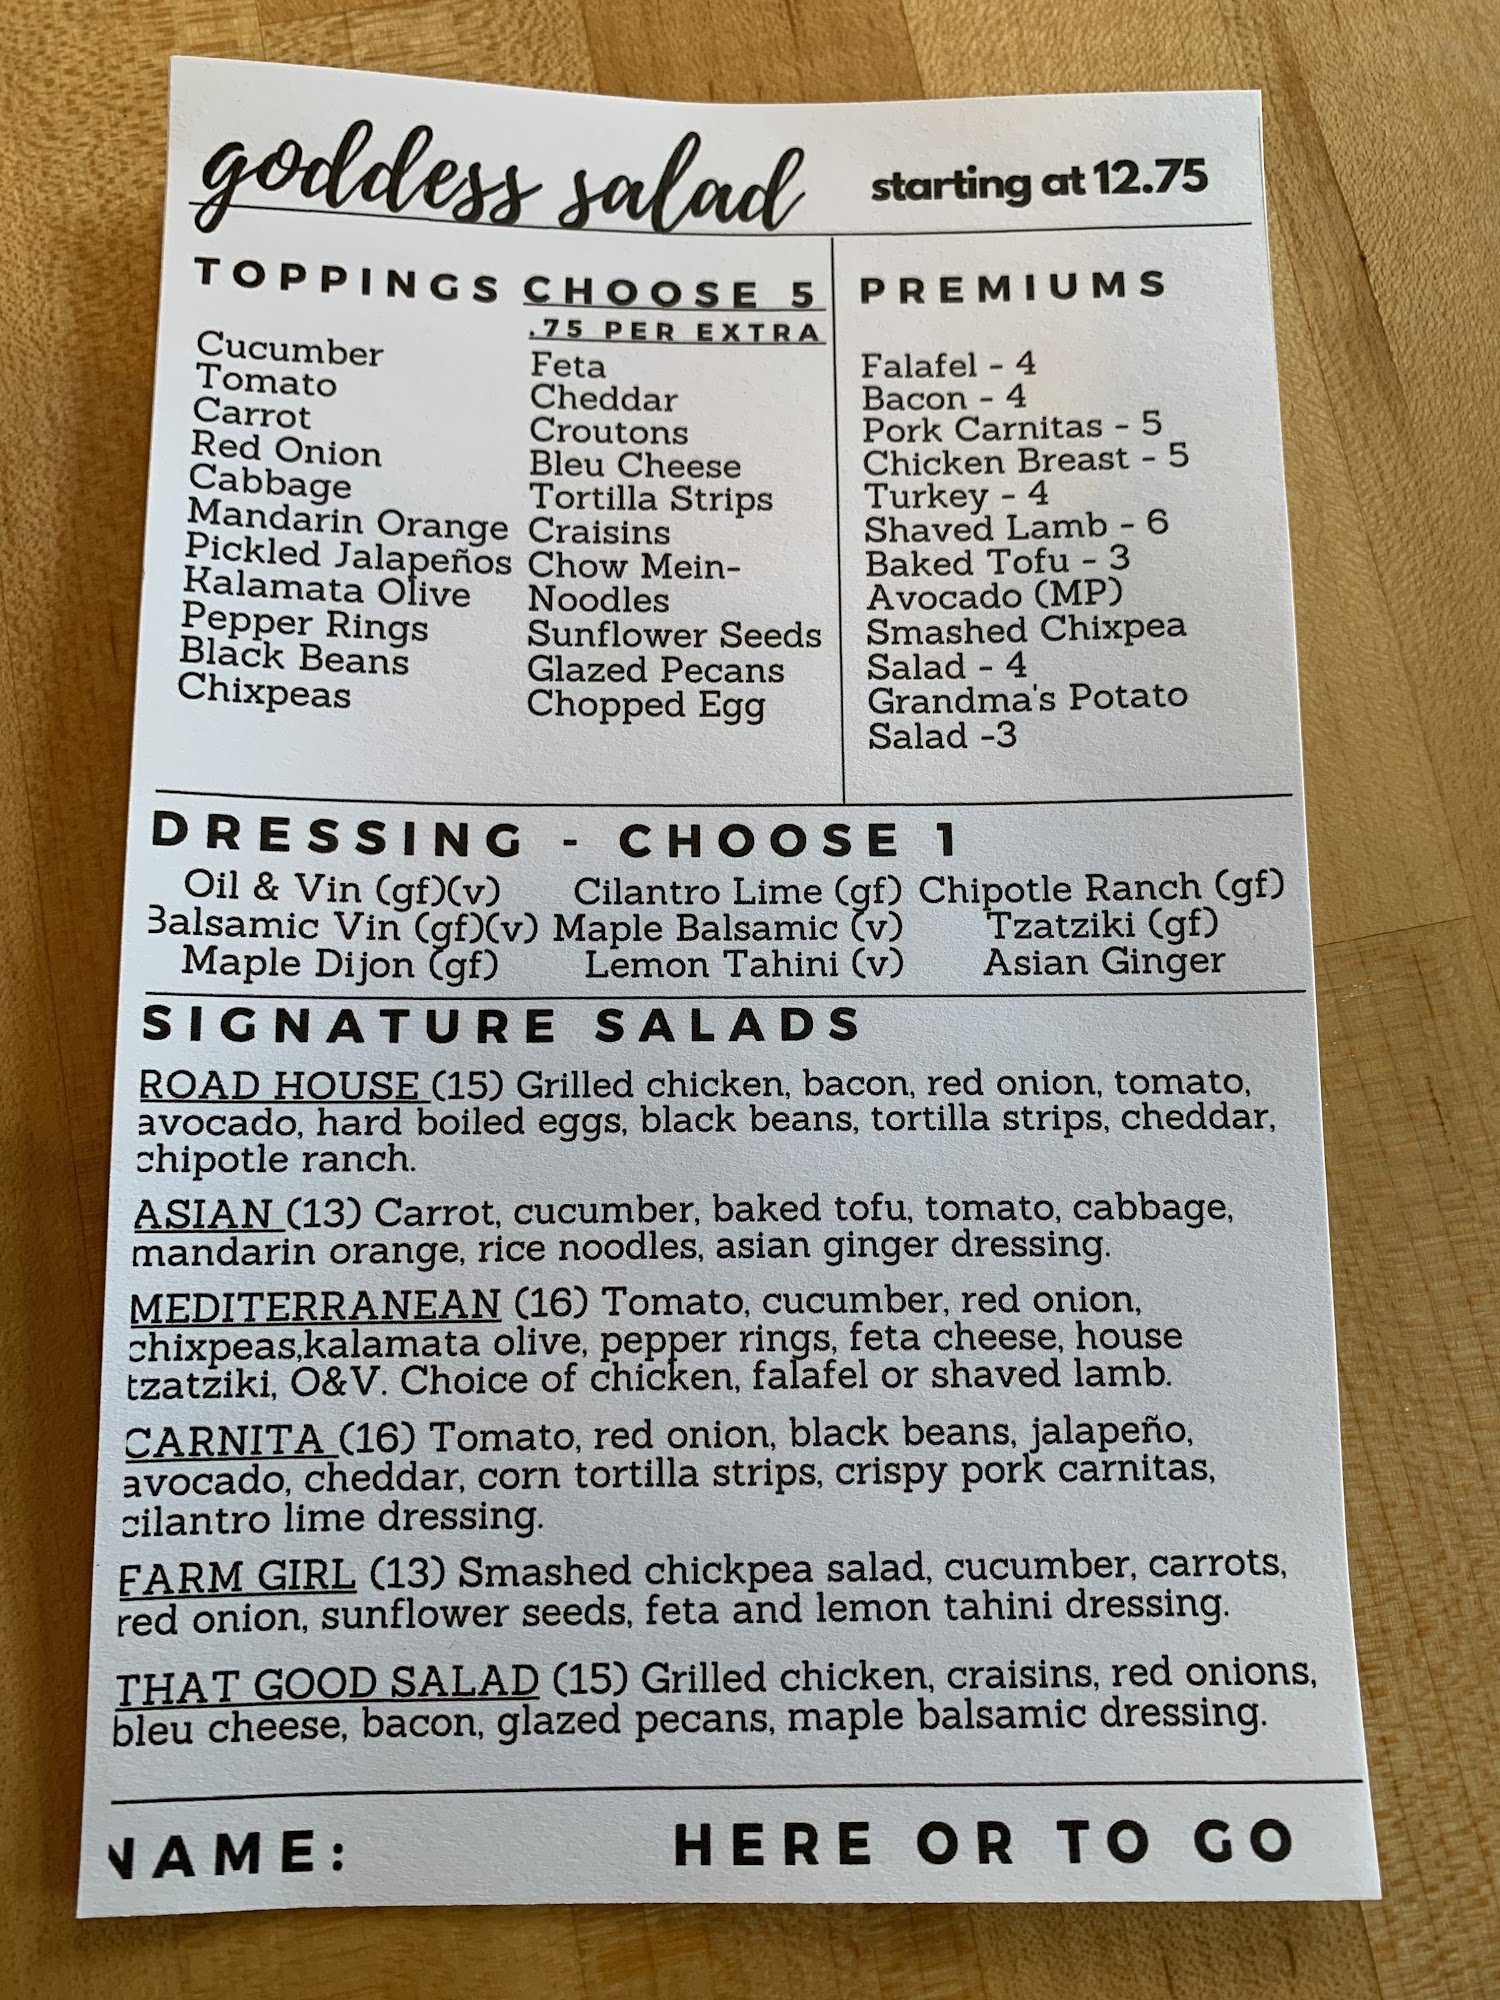 goddess salad starting at 12.75
TOPPINGS CHOOSE 5
.75 PER EXTRA
Cucumber
Tomato
Carrot
Red Onion
Cabbage
Mandarin Orange
Pickled Jalapeños
Kalamata Olive
Pepper Rings
Black Beans
Chixpeas
Feta
Cheddar
Croutons
Bleu Cheese
Tortilla Strips
Craisins
Chow Mein-
Noodles
Sunflower Seeds
Glazed Pecans
Chopped Egg
PREMIUMS
Falafel - 4
Bacon - 4
Pork Carnitas - 5
Chicken Breast - 5
Turkey - 4
Shaved Lamb - 6
Baked Tofu - 3
Avocado (MP)
Smashed Chixpea
Salad - 4
Grandma's Potato
Salad -3
DRESSING - CHOOSE 1
Oil & Vin (gf)(v) Cilantro Lime (gf) Chipotle Ranch (gf)
Balsamic Vin (gf)(v) Maple Balsamic (v) Tzatziki (gf)
Maple Dijon (gf) Lemon Tahini (v) Asian Ginger
SIGNATURE SALADS
ROAD HOUSE (15) Grilled chicken, bacon, red onion, tomato,
avocado, hard boiled eggs, black beans, tortilla strips, cheddar,
chipotle ranch.
ASIAN (13) Carrot, cucumber, baked tofu, tomato, cabbage,
mandarin orange, rice noodles, asian ginger dressing.
MEDITERRANEAN (16) Tomato, cucumber, red onion,
chixpeas,kalamata olive, pepper rings, feta cheese, house
tzatziki, O&V. Choice of chicken, falafel or shaved lamb.
CARNITA (16) Tomato, red onion, black beans, jalapeño,
avocado, cheddar, corn tortilla strips, crispy pork carnitas,
cilantro lime dressing.
FARM GIRL (13) Smashed chickpea salad, cucumber, carrots,
red onion, sunflower seeds, feta and lemon tahini dressing.
THAT GOOD SALAD (15) Grilled chicken, craisins, red onions,
bleu cheese, bacon, glazed pecans, maple balsamic dressing.
NAME: HERE OR TO GO